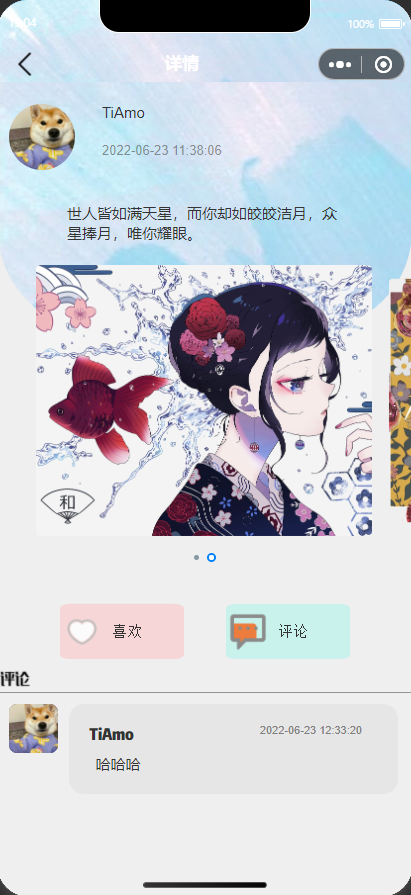 100%
详情
TiAmo
2022-06-23 11:38:06
世人皆如满天星，而你却如皎皎洁月，众
星捧月，唯你耀眼。
和
喜欢
评论
评论
TiAmo
2022-06-23 12:33:20
哈哈哈